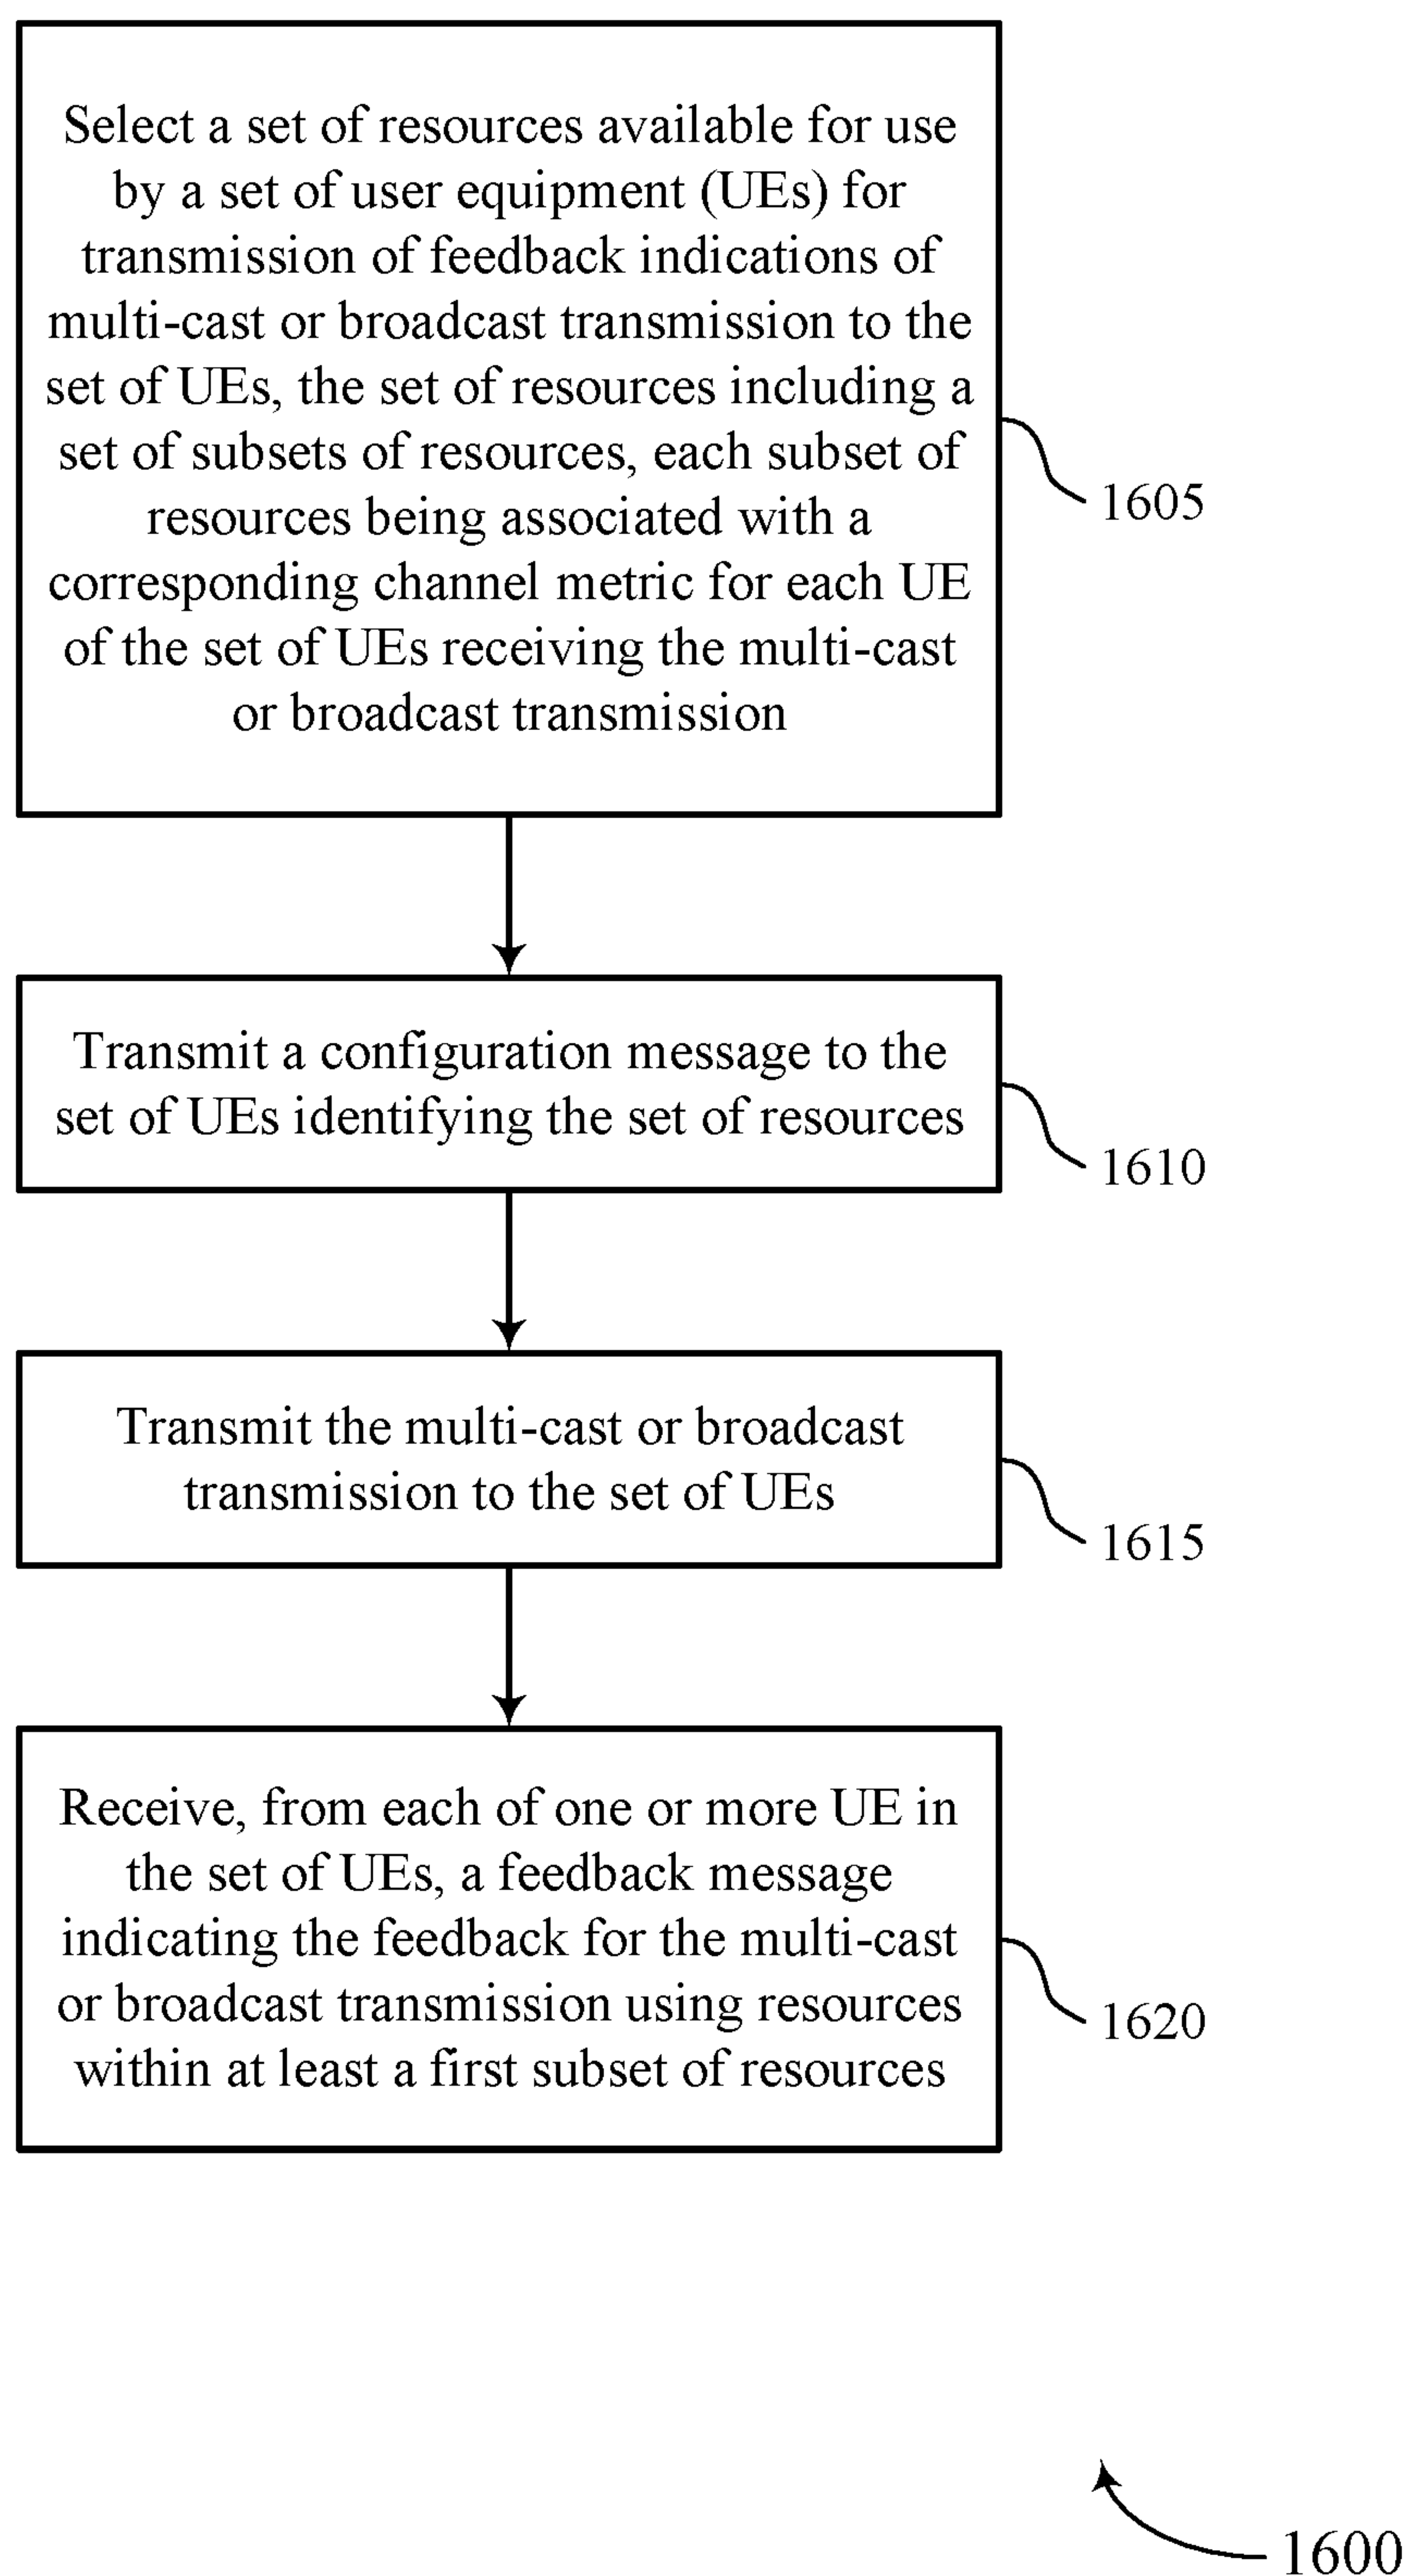 Select a set of resources available for use
by a set of user equipment (UEs) for
transmission of feedback indications of
multi-cast or broadcast transmission to the
set of UEs, the set of resources including a
set of subsets of resources, each subset of
resources being associated with a
corresponding channel metric for each UE
of the set of UEs receiving the multi-cast
or broadcast transmission
1605
Transmit a configuration message to the
set of UEs identifying the set of resources
1610
Transmit the multi-cast or broadcast
transmission to the set of UEs
1615
Receive, from each of one or more UE in
the set of UEs, a feedback message
indicating the feedback for the multi-cast
or broadcast transmission using resources
within at least a first subset of resources
1620
1600